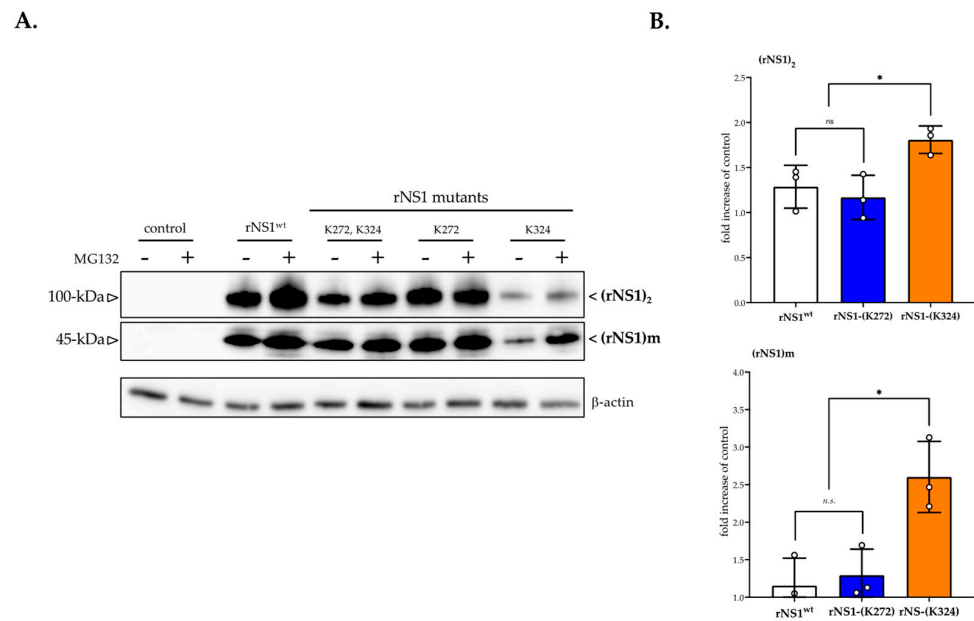 A.
rNS1 mutants
control rNS1wt K272, K324 K272 K324
MG132 - + - + - + - + - +
100-kDa < (rNS1)2
45-kDa < (rNS1)m
β-actin
B.
(rNS1)2
fold increase of control
2.5
2.0
1.5
1.0
0.5
0.0
ns
*
rNS1wt rNS1-(K272) rNS1-(K324)
(rNS1)m
fold increase of control
4.0
3.5
3.0
2.5
2.0
1.5
1.0
n.s.
*
rNS1wt rNS1-(K272) rNS-(K324)